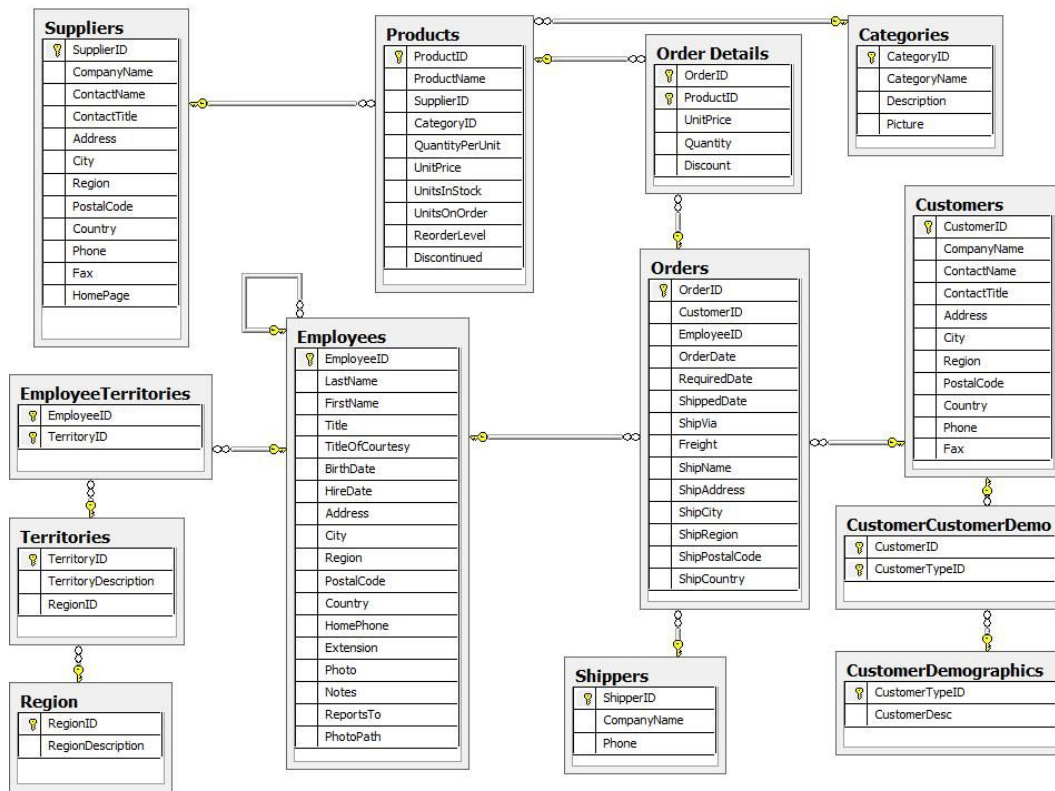 Suppliers
SupplierID
CompanyName
ContactName
ContactTitle
Address
City
Region
PostalCode
Country
Phone
Fax
HomePage
Products
ProductID
ProductName
SupplierID
CategoryID
QuantityPerUnit
UnitPrice
UnitsInStock
UnitsOnOrder
ReorderLevel
Discontinued
Order Details
OrderID
ProductID
UnitPrice
Quantity
Discount
Categories
CategoryID
CategoryName
Description
Picture
Customers
CustomerID
CompanyName
ContactName
ContactTitle
Address
City
Region
PostalCode
Country
Phone
Fax
Orders
OrderID
CustomerID
EmployeeID
OrderDate
RequiredDate
ShippedDate
ShipVia
Freight
ShipName
ShipAddress
ShipCity
ShipRegion
ShipPostalCode
ShipCountry
Employees
EmployeeID
LastName
FirstName
Title
TitleOfCourtesy
BirthDate
HireDate
Address
City
Region
PostalCode
Country
HomePhone
Extension
Photo
Notes
ReportsTo
PhotoPath
EmployeeTerritories
EmployeeID
TerritoryID
Territories
TerritoryID
TerritoryDescription
RegionID
Region
RegionID
RegionDescription
Shippers
ShipperID
CompanyName
Phone
CustomerCustomerDemo
CustomerID
CustomerTypeID
CustomerDemographics
CustomerTypeID
CustomerDesc